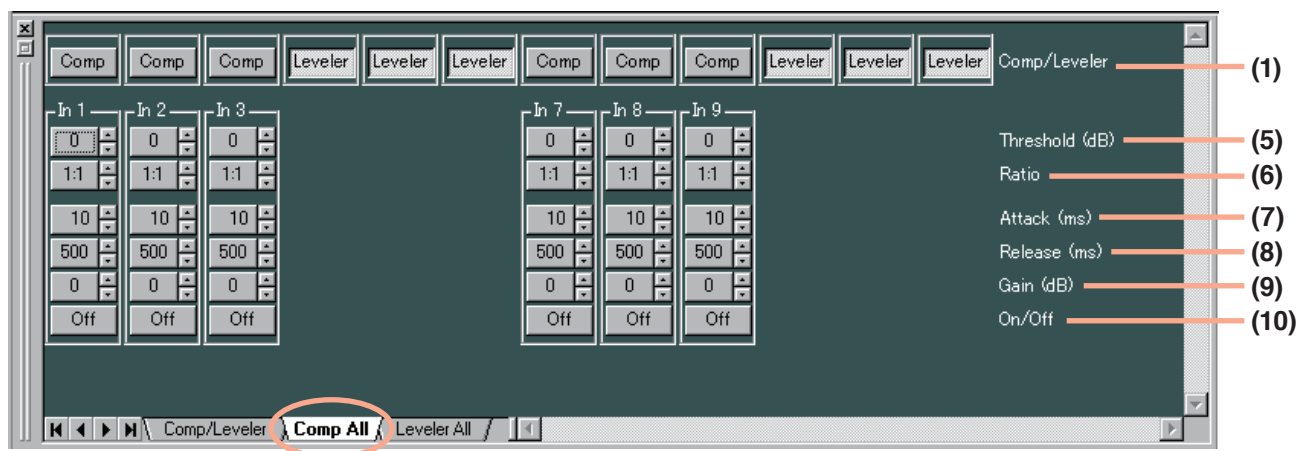 Comp Comp Comp Leveler Leveler Leveler Comp Comp Comp Leveler Leveler Leveler Comp/Leveler (1)
In 1 In 2 In 3 In 7 In 8 In 9
0 0 0 0 0 0 Threshold (dB) (5)
1:1 1:1 1:1 1:1 1:1 1:1 Ratio (6)
10 10 10 10 10 10 Attack (ms) (7)
500 500 500 500 500 500 Release (ms) (8)
0 0 0 0 0 0 Gain (dB) (9)
Off Off Off Off Off Off On/Off (10)
Comp/Leveler Comp All Leveler All